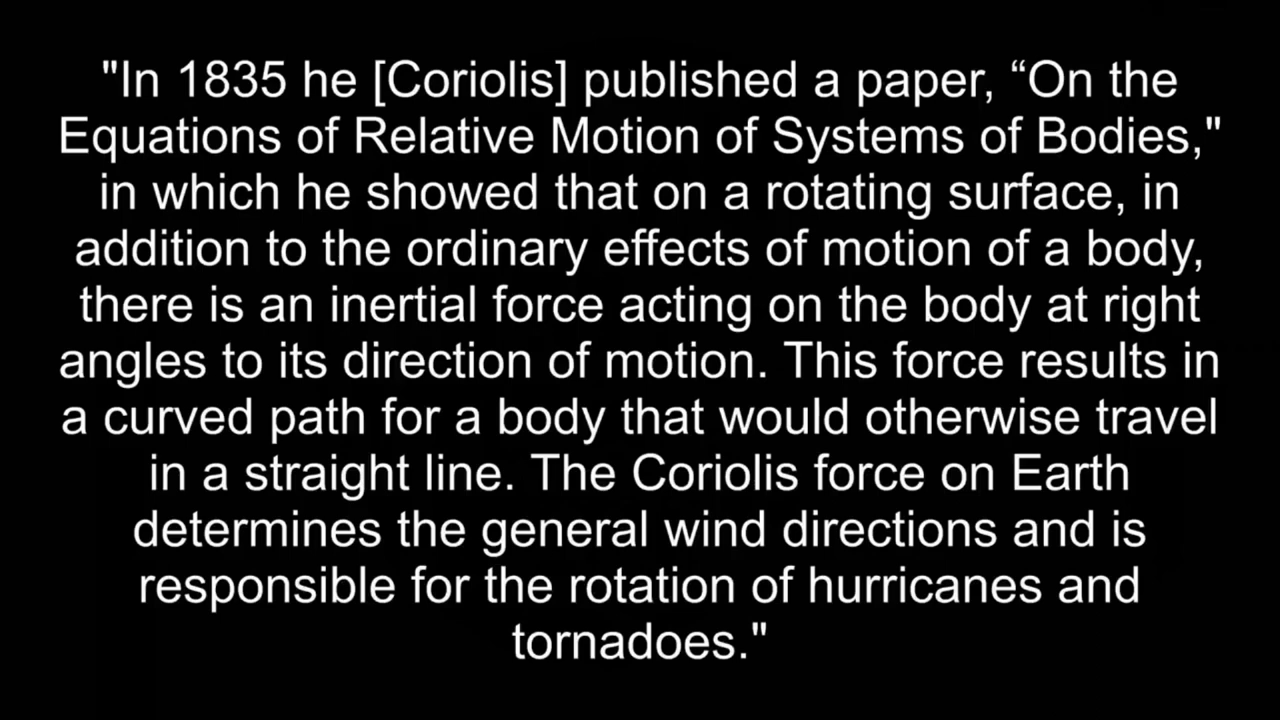 "In 1835 he [Coriolis] published a paper, “On the
Equations of Relative Motion of Systems of Bodies,"
in which he showed that on a rotating surface, in
addition to the ordinary effects of motion of a body,
there is an inertial force acting on the body at right
angles to its direction of motion. This force results in
a curved path for a body that would otherwise travel
in a straight line. The Coriolis force on Earth
determines the general wind directions and is
responsible for the rotation of hurricanes and
tornadoes."